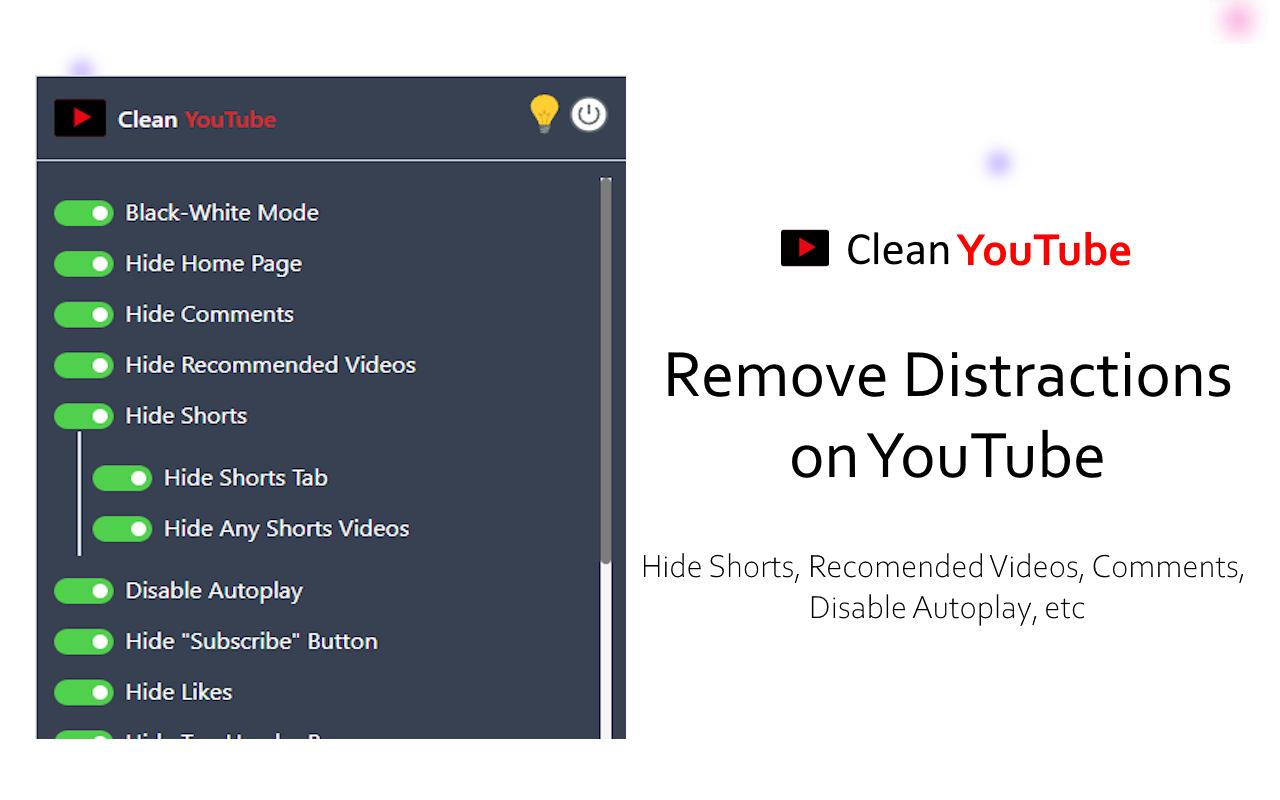 Clean YouTube
Black-White Mode
Hide Home Page
Hide Comments
Hide Recommended Videos
Hide Shorts
Hide Shorts Tab
Hide Any Shorts Videos
Disable Autoplay
Hide "Subscribe" Button
Hide Likes
Clean YouTube
Remove Distractions
on YouTube
Hide Shorts, Recomended Videos, Comments,
Disable Autoplay, etc